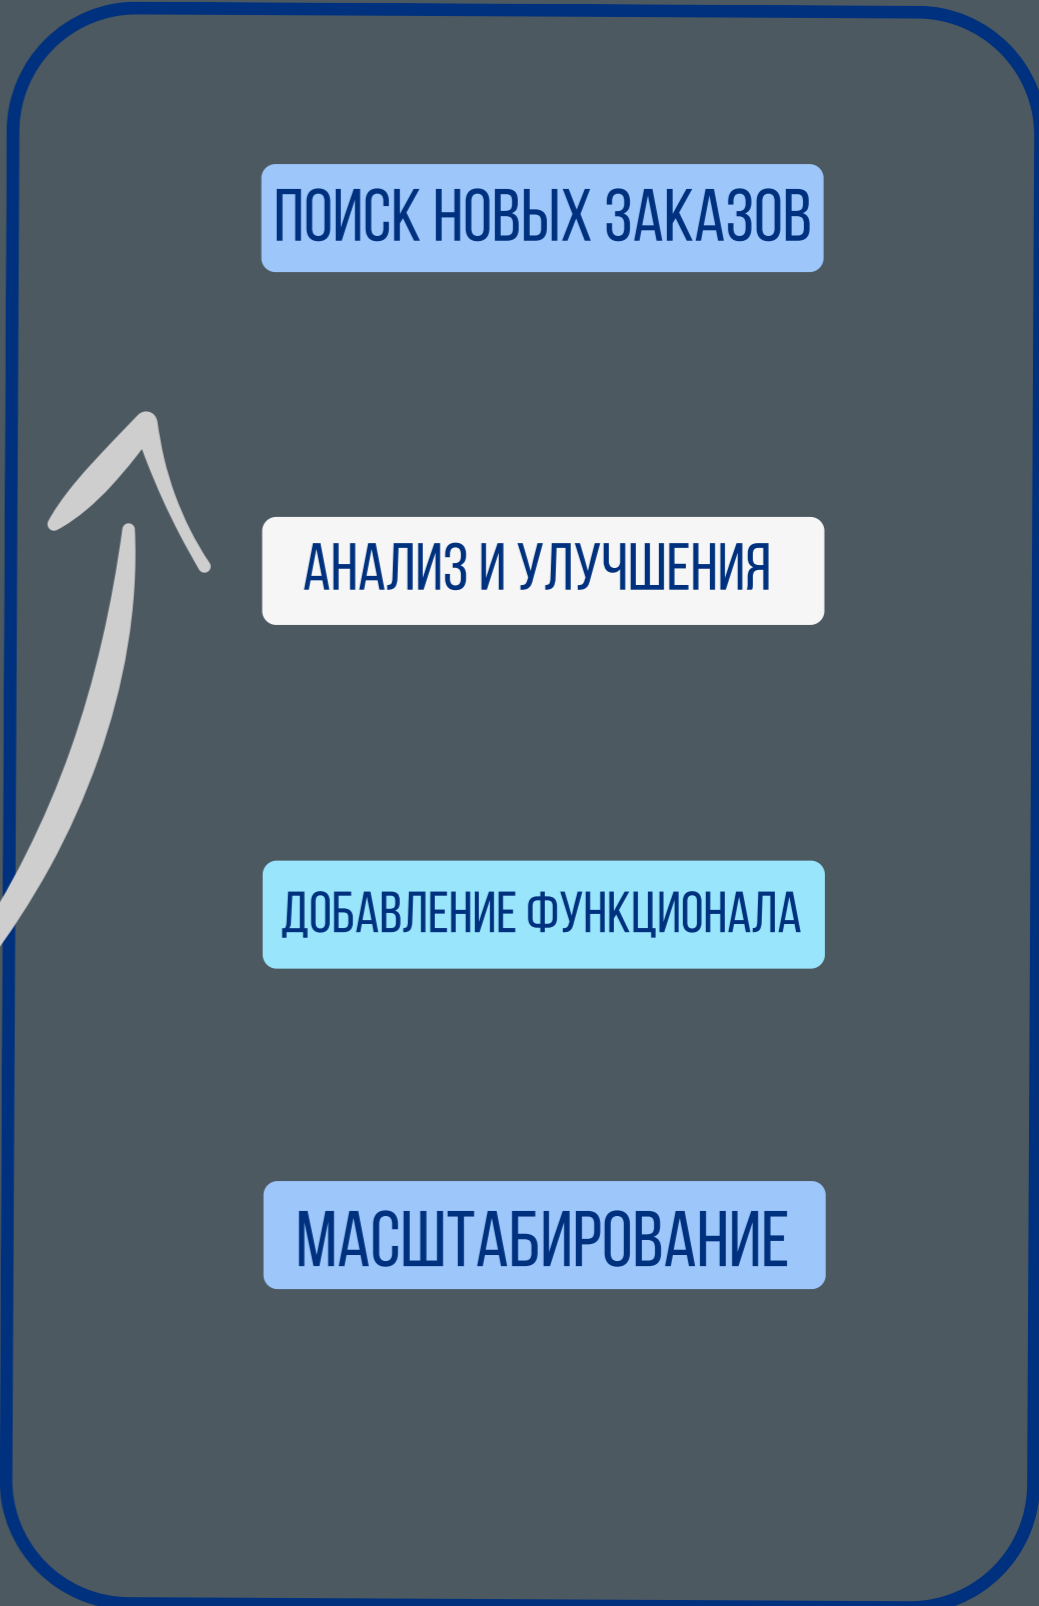 ПОИСК НОВЫХ ЗАКАЗОВ
АНАЛИЗ И УЛУЧШЕНИЯ
ДОБАВЛЕНИЕ ФУНКЦИОНАЛА
МАСШТАБИРОВАНИЕ